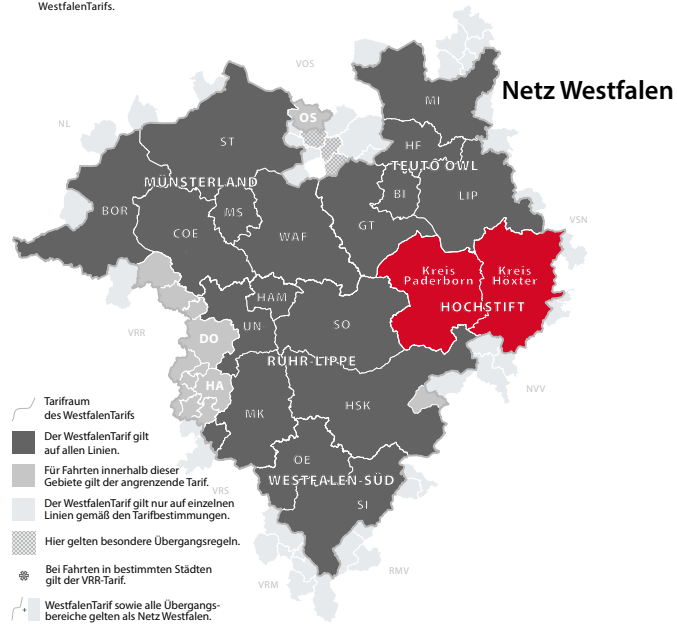 WestfalenTarifs.
VOS
Netz Westfalen
MI
OS
NL
ST
HF
TEUTO OWL
MÜNSTERLAND
BI
LIP
BOR
MS
COE
WAF
GT
VSN
Kreis
Paderborn
Kreis
Höxter
HAM
HOCHSTIFT
UN
SO
VRR
DO
RUHR-LIPPE
HA
NVV
MK
HSK
Tarifraum
des WestfalenTarifs
Der WestfalenTarif gilt
auf allen Linien.
OE
Für Fahrten innerhalb dieser
Gebiete gilt der angrenzende Tarif.
WESTFALEN-SÜD
VRS
SI
Der WestfalenTarif gilt nur auf einzelnen
Linien gemäß den Tarifbestimmungen.
Hier gelten besondere Übergangsregeln.
Bei Fahrten in bestimmten Städten
gilt der VRR-Tarif.
VRM
RMV
+
WestfalenTarif sowie alle Übergangs-
bereiche gelten als Netz Westfalen.